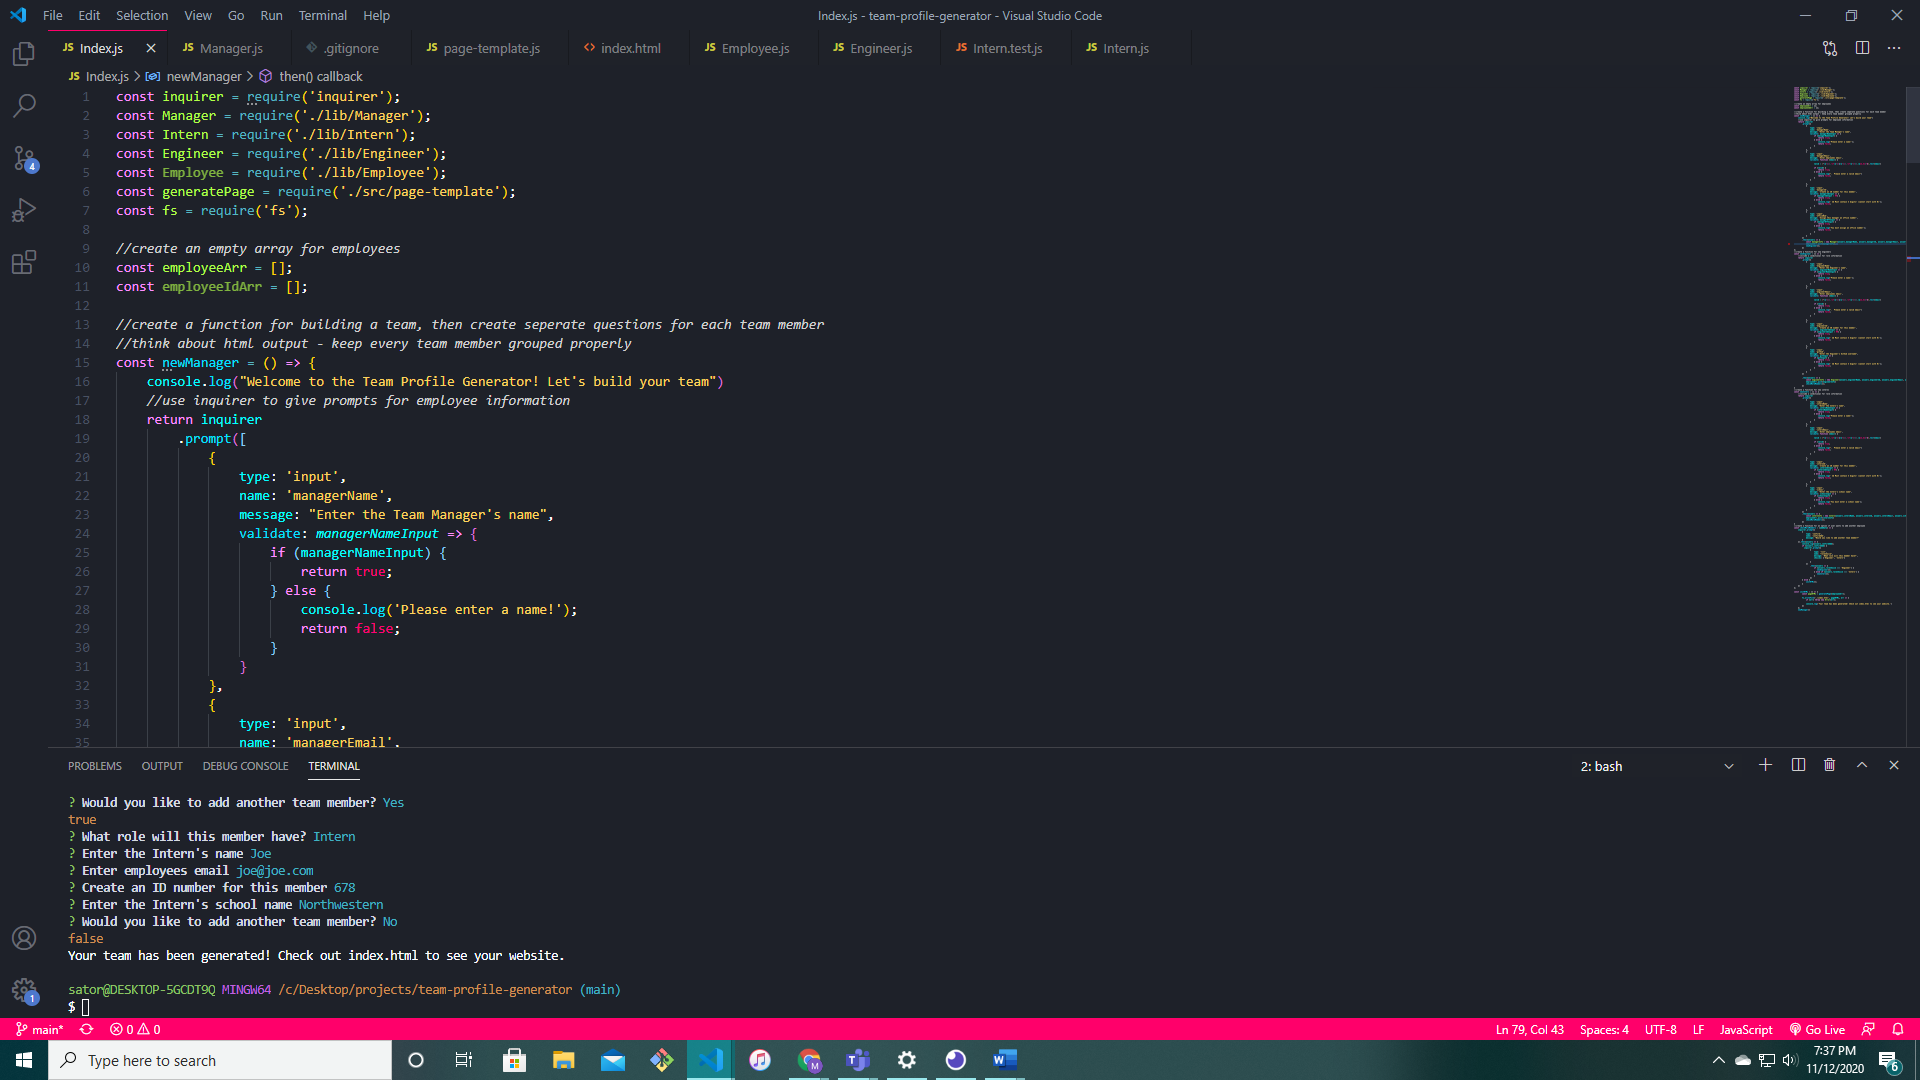 File Edit Selection View Go Run Terminal Help
Index.js - team-profile-generator - Visual Studio Code
JS Index.js JS Manager.js .gitignore JS page-template.js <> index.html JS Employee.js JS Engineer.js JS Intern.test.js JS Intern.js
JS Index.js > newManager > then() callback
1 const inquirer = require('inquirer');
2 const Manager = require('./lib/Manager');
3 const Intern = require('./lib/Intern');
4 const Engineer = require('./lib/Engineer');
5 const Employee = require('./lib/Employee');
6 const generatePage = require('./src/page-template');
7 const fs = require('fs');
8
9 //create an empty array for employees
10 const employeeArr = [];
11 const employeeIdArr = [];
12
13 //create a function for building a team, then create seperate questions for each team member
14 //think about html output - keep every team member grouped properly
15 const newManager = () => {
16 console.log("Welcome to the Team Profile Generator! Let's build your team")
17 //use inquirer to give prompts for employee information
18 return inquirer
19 .prompt([
20 {
21 type: 'input',
22 name: 'managerName',
23 message: "Enter the Team Manager's name",
24 validate: managerNameInput => {
25 if (managerNameInput) {
26 return true;
27 } else {
28 console.log('Please enter a name!');
29 return false;
30 }
31 }
32 },
33 {
34 type: 'input',
35 name: 'managerEmail',
PROBLEMS OUTPUT DEBUG CONSOLE TERMINAL 2: bash
? Would you like to add another team member? Yes
true
? What role will this member have? Intern
? Enter the Intern's name Joe
? Enter employees email joe@joe.com
? Create an ID number for this member 678
? Enter the Intern's school name Northwestern
? Would you like to add another team member? No
false
Your team has been generated! Check out index.html to see your website.
sator@DESKTOP-5GCDT9Q MINGW64 /c/Desktop/projects/team-profile-generator (main)
$
4
1
main* 0 0 Ln 79, Col 43 Spaces: 4 UTF-8 LF JavaScript Go Live
Type here to search
7:37 PM
11/12/2020
6